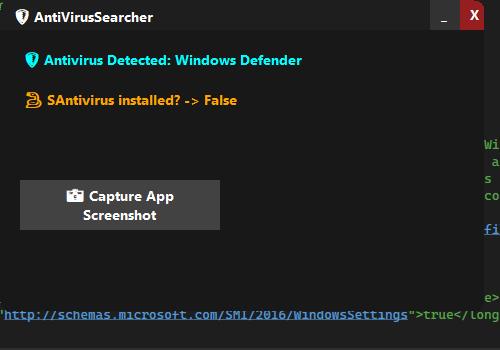 AntiVirusSearcher
_ X
Antivirus Detected: Windows Defender
SAntivirus installed? -> False
Wi
a
s
Capture App
co
Screenshot
fi
e>
"http://schemas.microsoft.com/SMI/2016/WindowsSettings">true</long